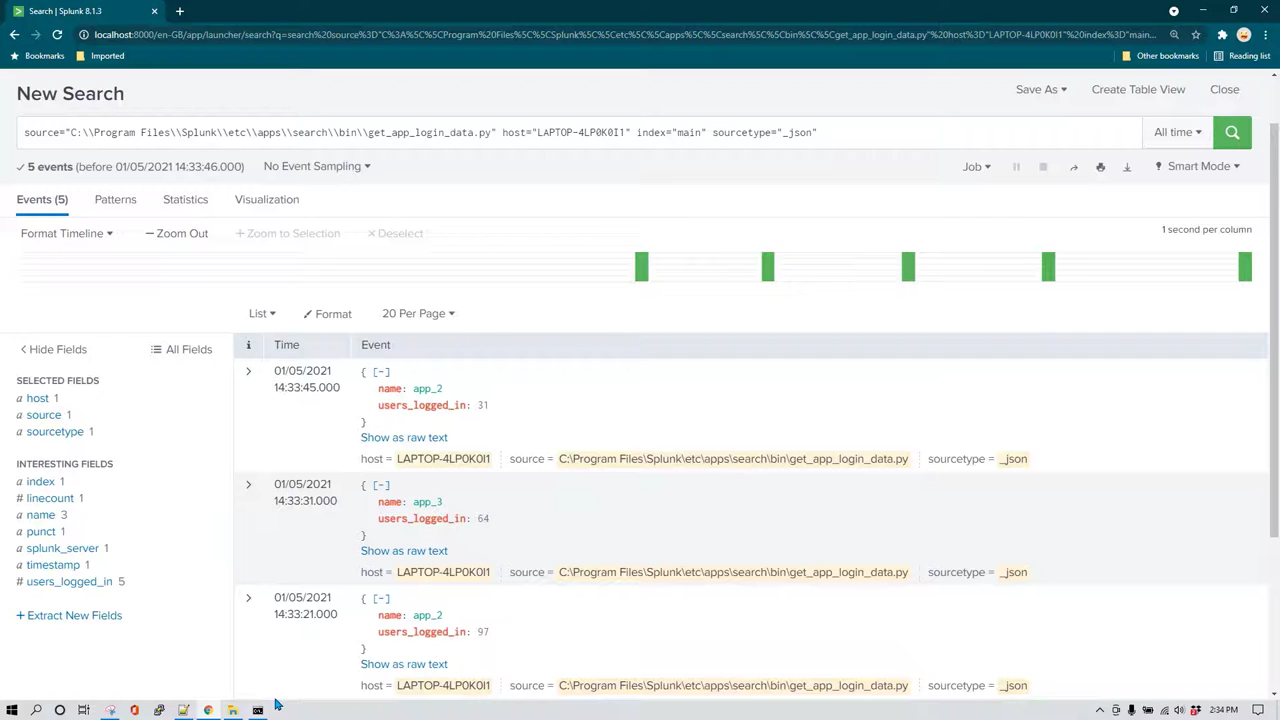 Search | Splunk 8.1.3
localhost:8000/en-GB/app/launcher/search?q=search%20source%3D"C%3A%5C%5CProgram%20Files%5C%5CSplunk%5C%5Cetc%5C%5Capps%5C%5Csearch%5C%5Cbin%5C%5Cget_app_login_data.py"%20host%3D"LAPTOP-4LP0K0I1"%20index%3D"main...
Bookmarks Imported Other bookmarks Reading list
New Search Save As Create Table View Close
source="C:\\Program Files\\Splunk\\etc\\apps\\search\\bin\\get_app_login_data.py" host="LAPTOP-4LP0K0I1" index="main" sourcetype="_json" All time
✓ 5 events (before 01/05/2021 14:33:46.000) No Event Sampling Job Smart Mode
Events (5) Patterns Statistics Visualization
Format Timeline — Zoom Out + Zoom to Selection × Deselect 1 second per column
List Format 20 Per Page
< Hide Fields All Fields
i Time Event
SELECTED FIELDS
a host 1
a source 1
a sourcetype 1
INTERESTING FIELDS
a index 1
# linecount 1
a name 3
a punct 1
a splunk_server 1
a timestamp 1
# users_logged_in 5
+ Extract New Fields
> 01/05/2021 { [-]
14:33:45.000 name: app_2
users_logged_in: 31
}
Show as raw text
host = LAPTOP-4LP0K0I1 source = C:\Program Files\Splunk\etc\apps\search\bin\get_app_login_data.py sourcetype = _json
> 01/05/2021 { [-]
14:33:31.000 name: app_3
users_logged_in: 64
}
Show as raw text
host = LAPTOP-4LP0K0I1 source = C:\Program Files\Splunk\etc\apps\search\bin\get_app_login_data.py sourcetype = _json
> 01/05/2021 { [-]
14:33:21.000 name: app_2
users_logged_in: 97
}
Show as raw text
host = LAPTOP-4LP0K0I1 source = C:\Program Files\Splunk\etc\apps\search\bin\get_app_login_data.py sourcetype = _json
2:34 PM